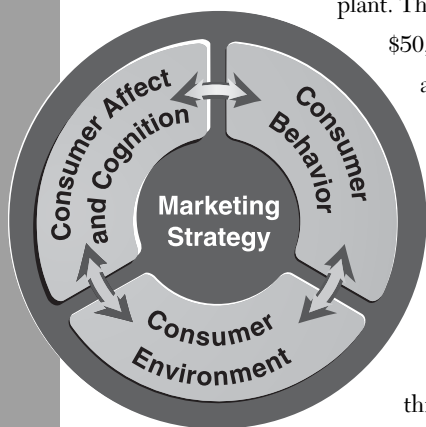 plant. Th
$50,
a
Consumer Affect
and Cognition
Consumer
Behavior
Marketing
Strategy
Consumer
Environment
thi